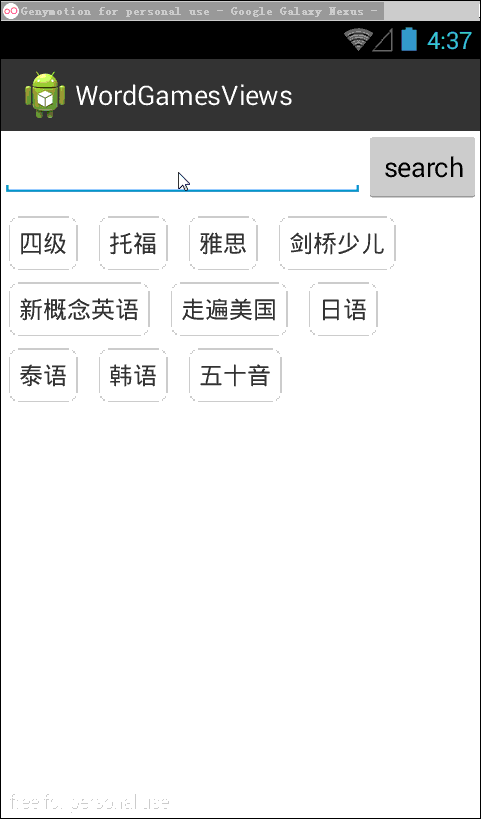 Genymotion for personal use - Google Galaxy Nexus -
4:37
WordGamesViews
search
四级 托福 雅思 剑桥少儿
新概念英语 走遍美国 日语
泰语 韩语 五十音
free for personal use